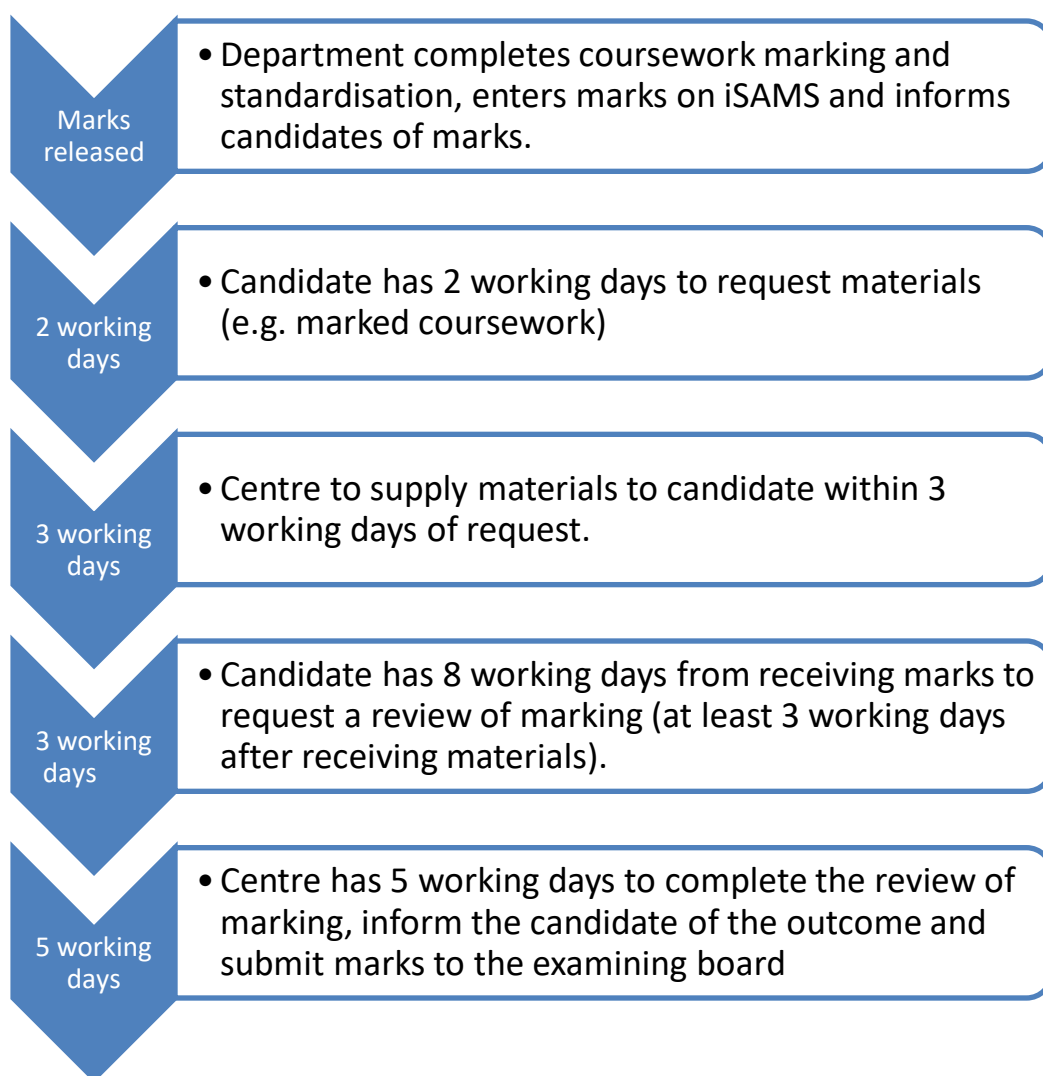 Marks
released
• Department completes coursework marking and
standardisation, enters marks on iSAMS and informs
candidates of marks.
2 working
days
• Candidate has 2 working days to request materials
(e.g. marked coursework)
3 working
days
• Centre to supply materials to candidate within 3
working days of request.
3 working
days
• Candidate has 8 working days from receiving marks to
request a review of marking (at least 3 working days
after receiving materials).
5 working
days
• Centre has 5 working days to complete the review of
marking, inform the candidate of the outcome and
submit marks to the examining board